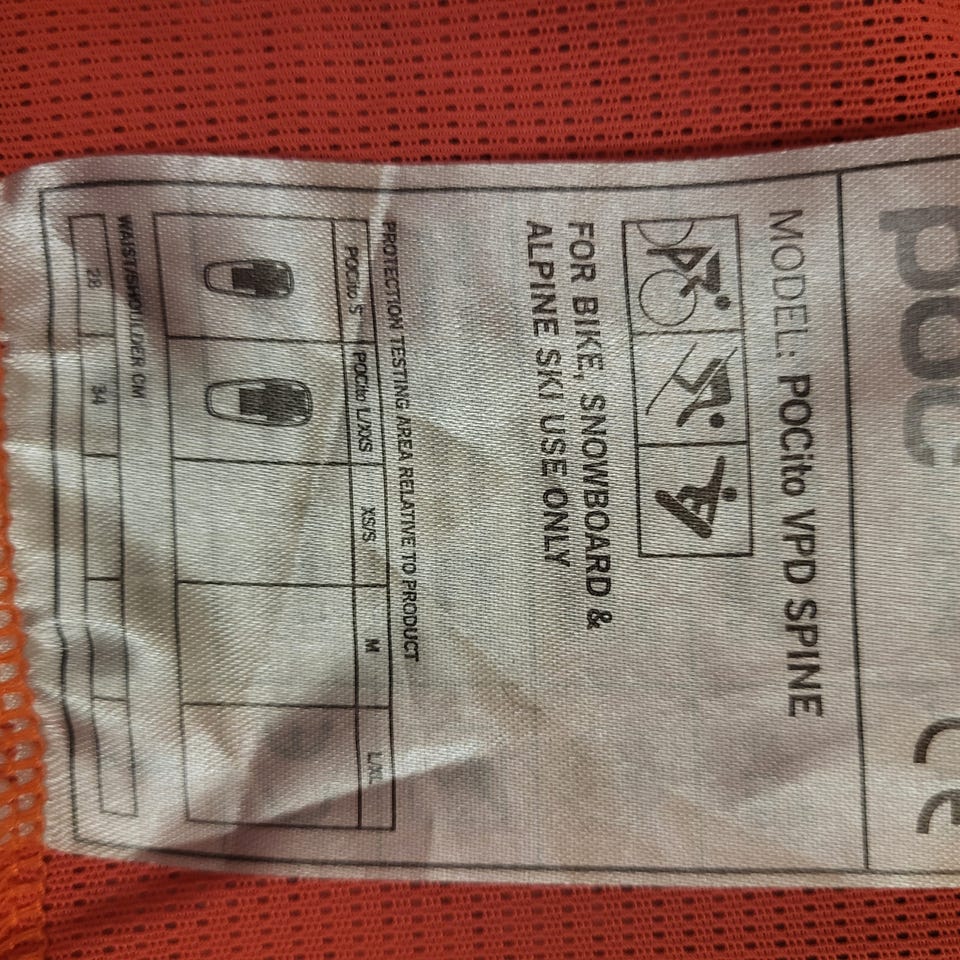 poc CE
MODEL: POCito VPD SPINE
FOR BIKE, SNOWBOARD &
ALPINE SKI USE ONLY
PROTECTION TESTING AREA RELATIVE TO PRODUCT
POCito S POCito L/XS XS/S M L/XL
WAIST/SHOULDER CM
28 34